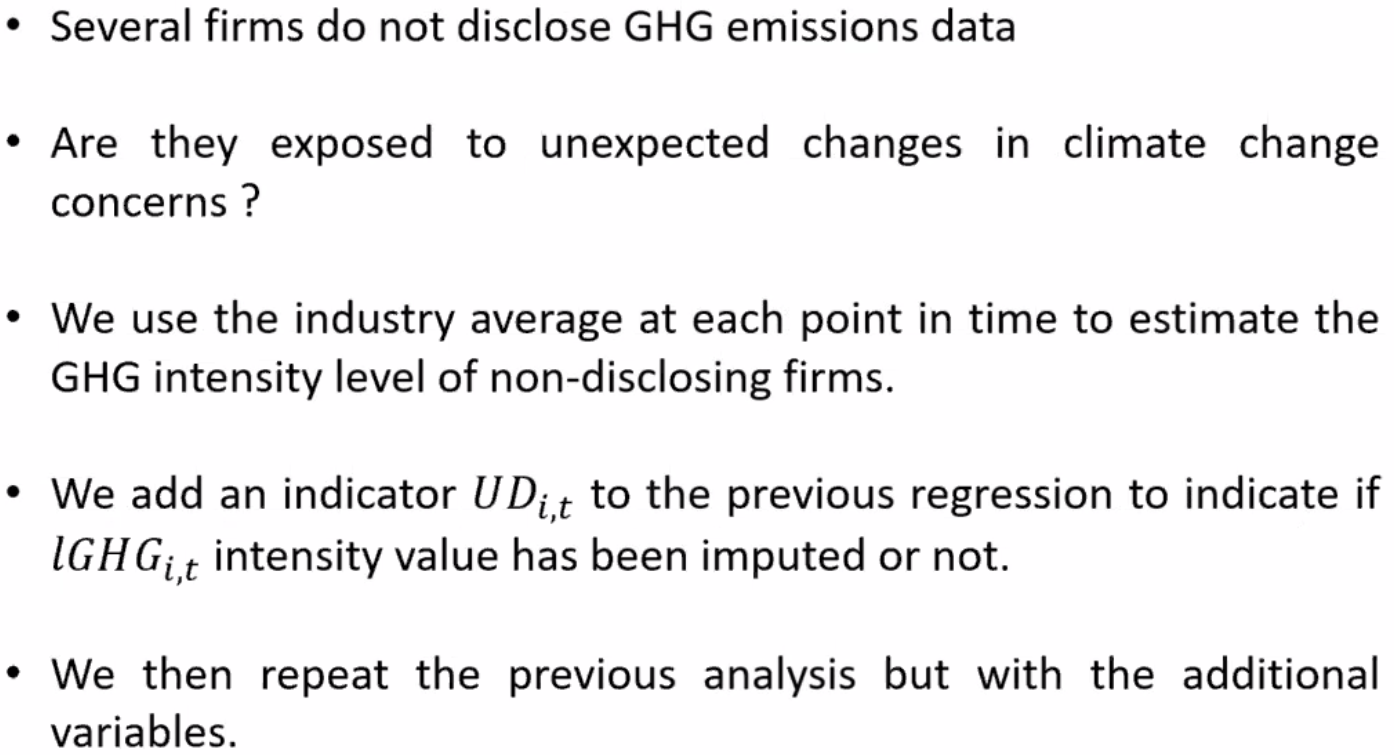 • Several firms do not disclose GHG emissions data
• Are they exposed to unexpected changes in climate change
concerns ?
• We use the industry average at each point in time to estimate the
GHG intensity level of non-disclosing firms.
• We add an indicator UD_{i,t} to the previous regression to indicate if
lGHG_{i,t} intensity value has been imputed or not.
• We then repeat the previous analysis but with the additional
variables.